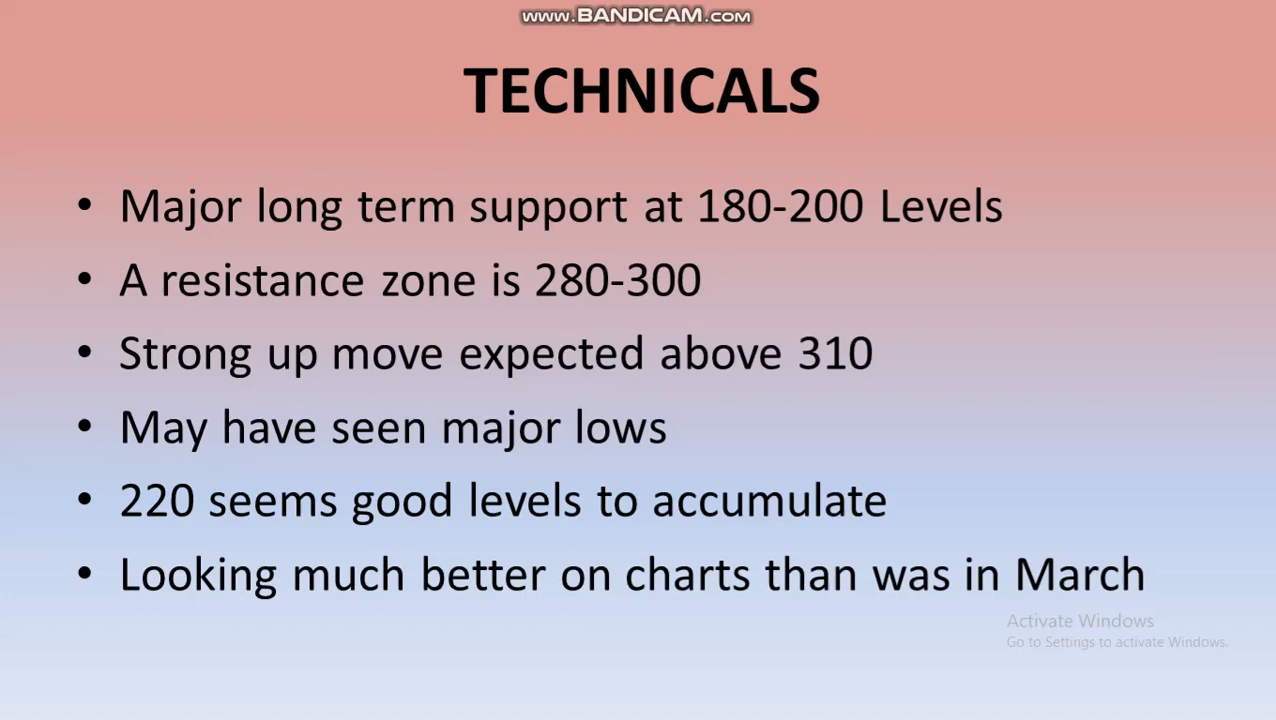 www.BANDICAM.com
TECHNICALS
• Major long term support at 180-200 Levels
• A resistance zone is 280-300
• Strong up move expected above 310
• May have seen major lows
• 220 seems good levels to accumulate
• Looking much better on charts than was in March
Activate Windows
Go to Settings to activate Windows.